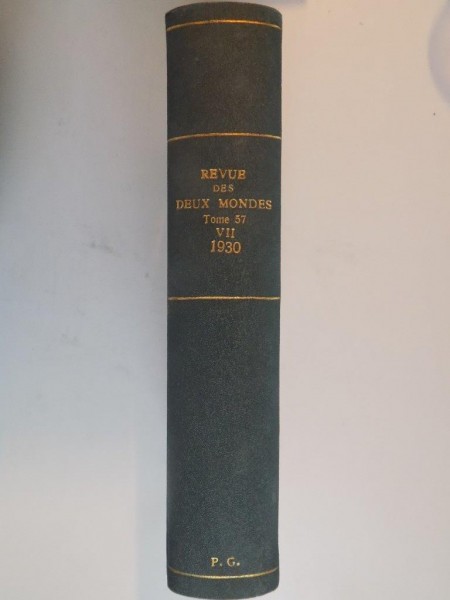 REVUE
DES
DEUX MONDES
Tome 57
VII
1930
P. G.